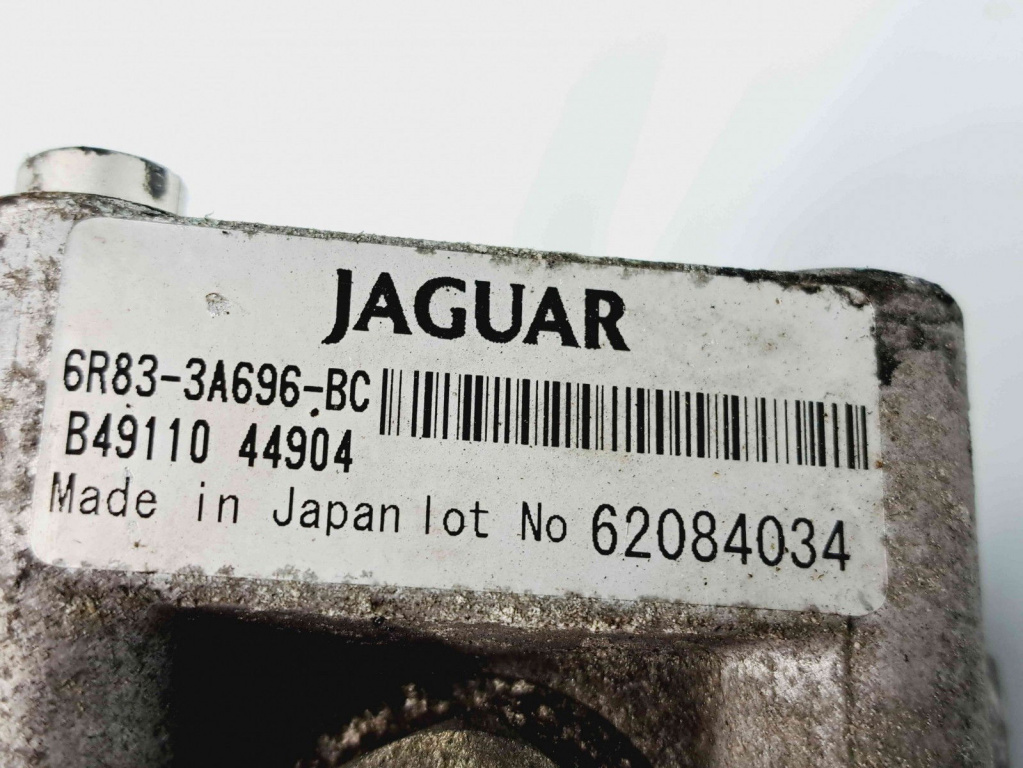 JAGUAR
6R83-3A696-BC
B49110 44904
Made in Japan lot No 62084034